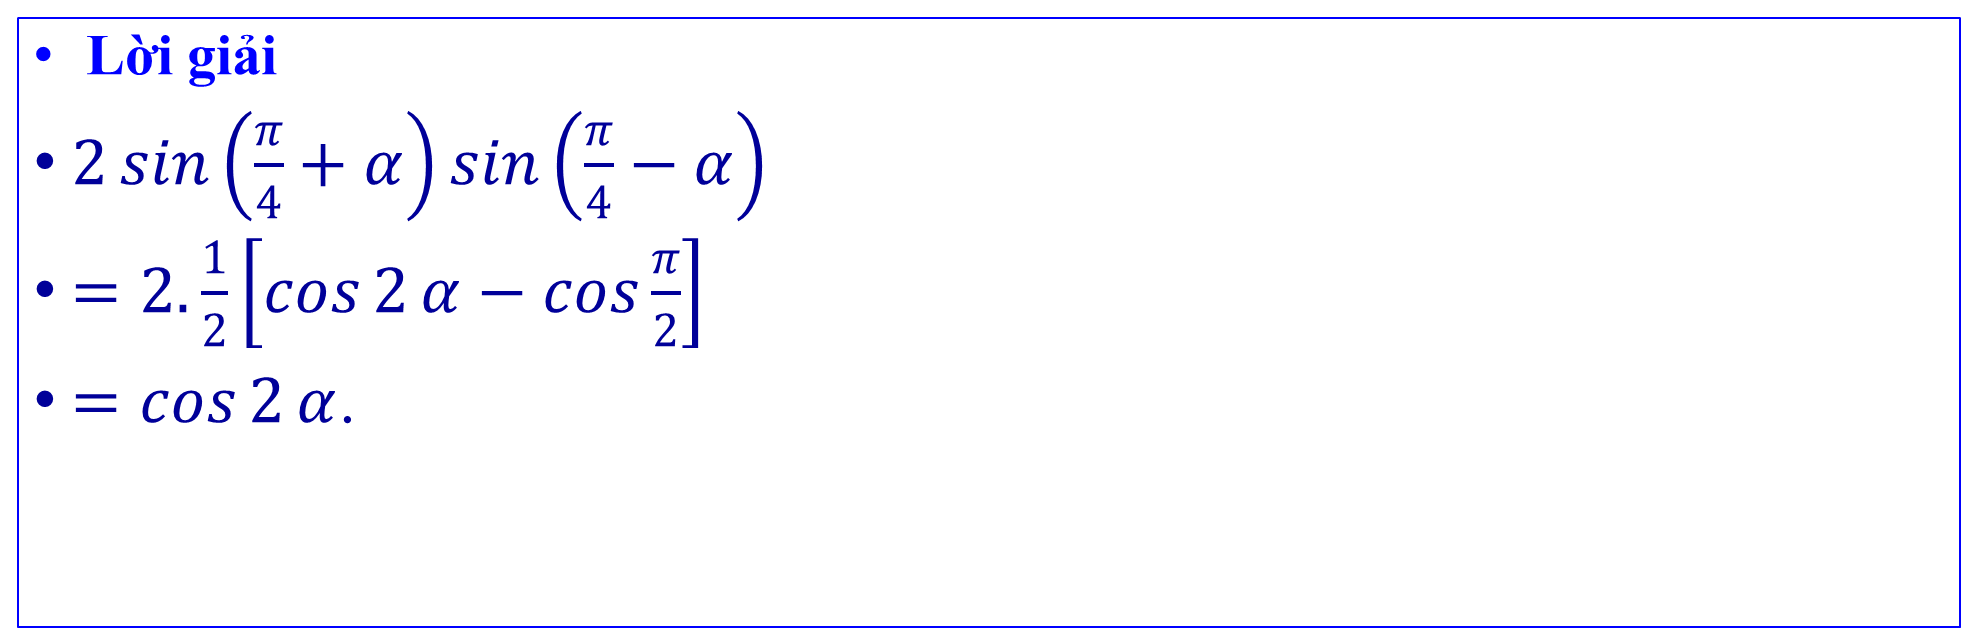 • Lời giải
• 2 sin (π/4 + α) sin (π/4 − α)
• = 2. 1/2 [cos 2 α − cos π/2]
• = cos 2 α.